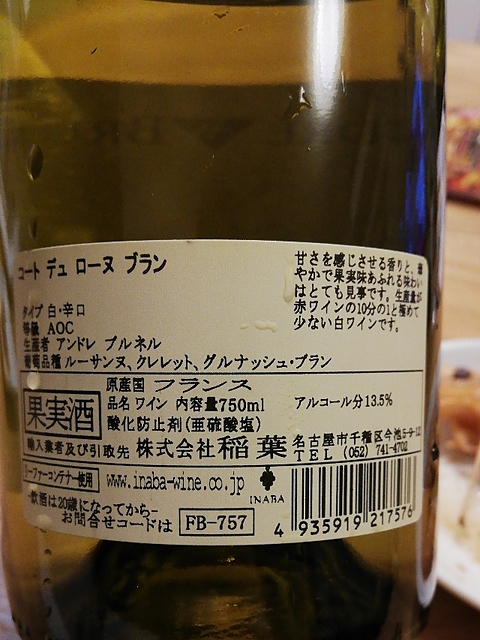 コート デュ ローヌ ブラン
甘さを感じさせる香りと、華
やかで果実味あふれる味わい
はとても見事です。生産量が
赤ワインの10分の1と極めて
少ない白ワインです。
タイプ 白・辛口
等級 AOC
生産者 アンドレ ブルネル
葡萄品種 ルーサンヌ、クレレット、グルナッシュ・ブラン
果実酒
原産国 フランス
品名 ワイン 内容量750ml
アルコール分13.5%
酸化防止剤(亜硫酸塩)
輸入業者及び引取先 株式会社 稲葉
名古屋市千種区今池5-9-12
TEL (052) 741-4702
リーファーコンテナー使用
www.inaba-wine.co.jp
INABA
-飲酒は20歳になってから-
お問合せコードは FB-757
4 935919 217576